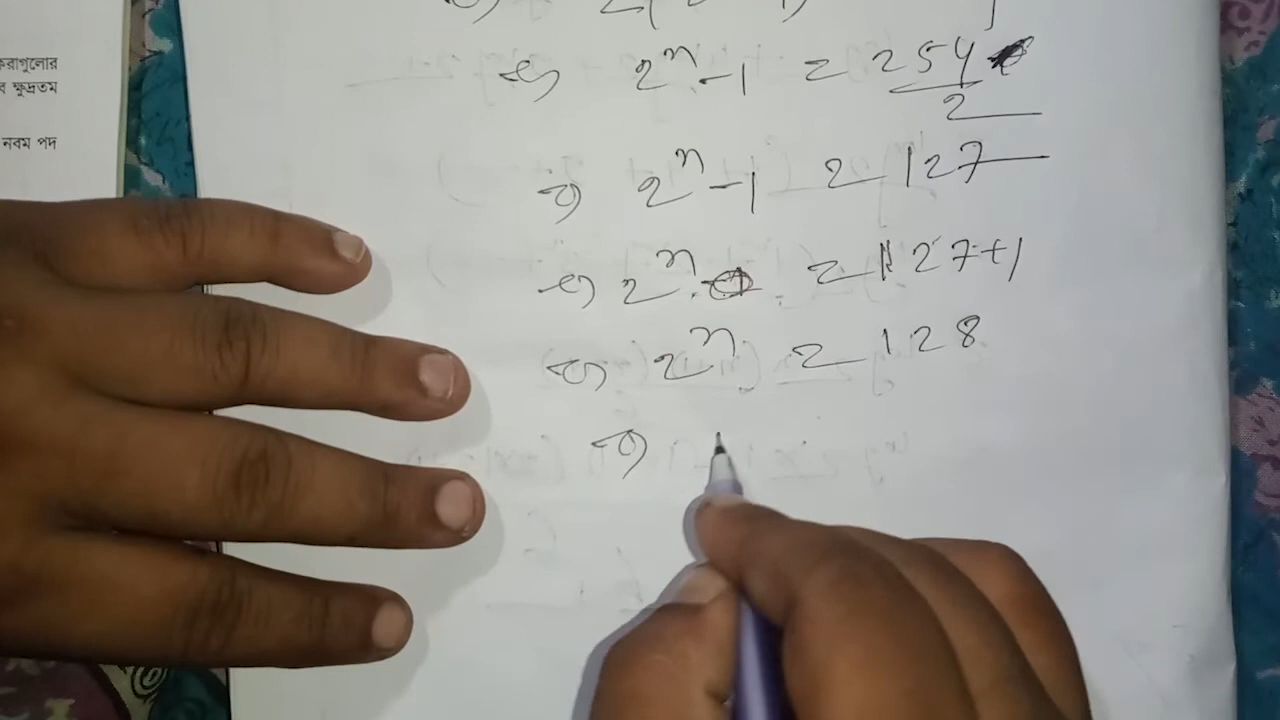 করাগুলোর
ব ক্ষুদ্রতম
নবম পদ
বা, 2ⁿ - 1 = 254/2
বা, 2ⁿ - 1 = 127
বা, 2ⁿ = 127+1
বা, 2ⁿ = 128
বা,